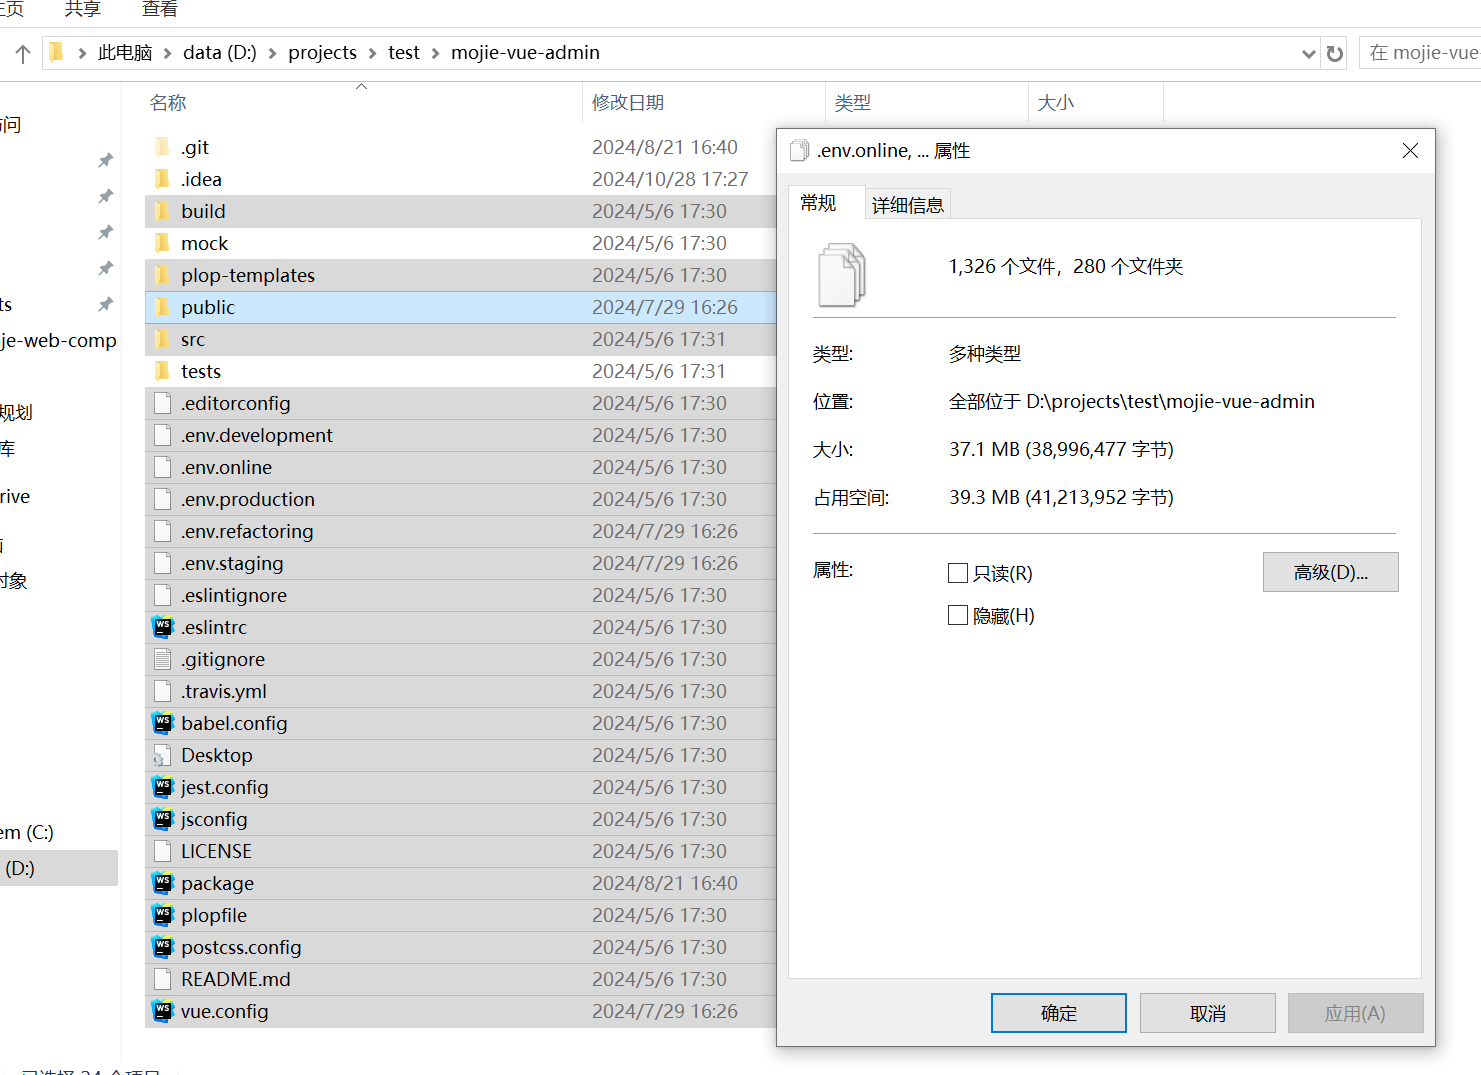 主页 共享 查看
此电脑 data (D:) projects test mojie-vue-admin 在 mojie-vue-
名称 修改日期 类型 大小
.git 2024/8/21 16:40
.idea 2024/10/28 17:27
build 2024/5/6 17:30
mock 2024/5/6 17:30
plop-templates 2024/5/6 17:30
public 2024/7/29 16:26
src 2024/5/6 17:31
tests 2024/5/6 17:31
.editorconfig 2024/5/6 17:30
.env.development 2024/5/6 17:30
.env.online 2024/5/6 17:30
.env.production 2024/5/6 17:30
.env.refactoring 2024/7/29 16:26
.env.staging 2024/7/29 16:26
.eslintignore 2024/5/6 17:30
.eslintrc 2024/5/6 17:30
.gitignore 2024/5/6 17:30
.travis.yml 2024/5/6 17:30
babel.config 2024/5/6 17:30
Desktop 2024/5/6 17:30
jest.config 2024/5/6 17:30
jsconfig 2024/5/6 17:30
LICENSE 2024/5/6 17:30
package 2024/8/21 16:40
plopfile 2024/5/6 17:30
postcss.config 2024/5/6 17:30
README.md 2024/5/6 17:30
vue.config 2024/7/29 16:26
访问
ts
je-web-comp
规划
库
rive
对象
em (C:)
(D:)
已选择 24 个项目
.env.online, ... 属性
常规 详细信息
1,326 个文件，280 个文件夹
类型: 多种类型
位置: 全部位于 D:\projects\test\mojie-vue-admin
大小: 37.1 MB (38,996,477 字节)
占用空间: 39.3 MB (41,213,952 字节)
属性: 只读(R) 高级(D)...
隐藏(H)
确定 取消 应用(A)